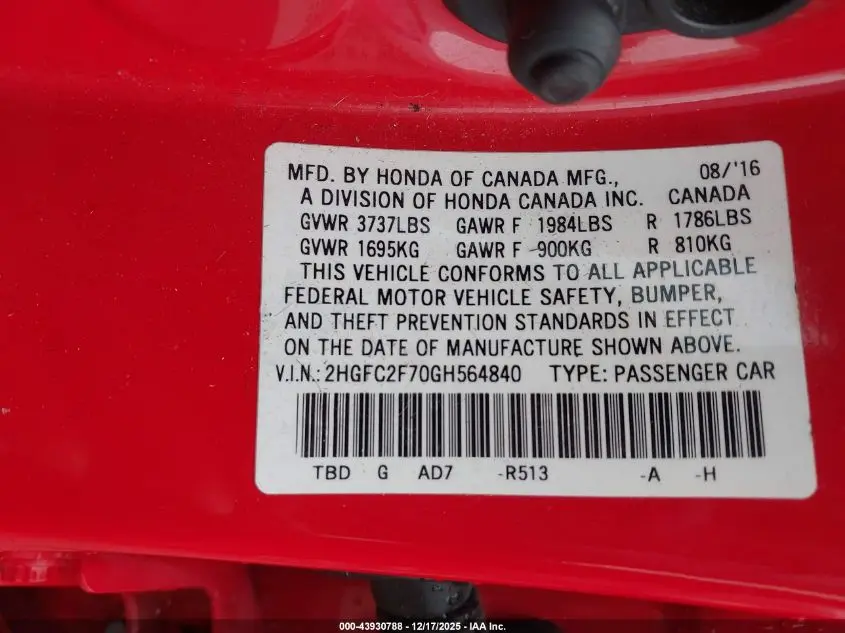 MFD. BY HONDA OF CANADA MFG., 08/'16
A DIVISION OF HONDA CANADA INC. CANADA
GVWR 3737LBS GAWR F 1984LBS R 1786LBS
GVWR 1695KG GAWR F 900KG R 810KG
THIS VEHICLE CONFORMS TO ALL APPLICABLE
FEDERAL MOTOR VEHICLE SAFETY, BUMPER,
AND THEFT PREVENTION STANDARDS IN EFFECT
ON THE DATE OF MANUFACTURE SHOWN ABOVE.
V.I.N.: 2HGFC2F70GH564840 TYPE: PASSENGER CAR
TBD G AD7 -R513 -A -H
000-43930788 - 12/17/2025 - IAA Inc.